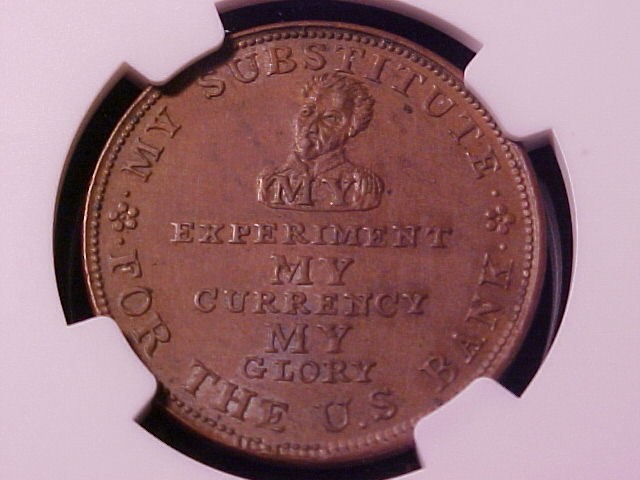 MY SUBSTITUTE
FOR THE U.S BANK
MY
EXPERIMENT
MY
CURRENCY
MY
GLORY